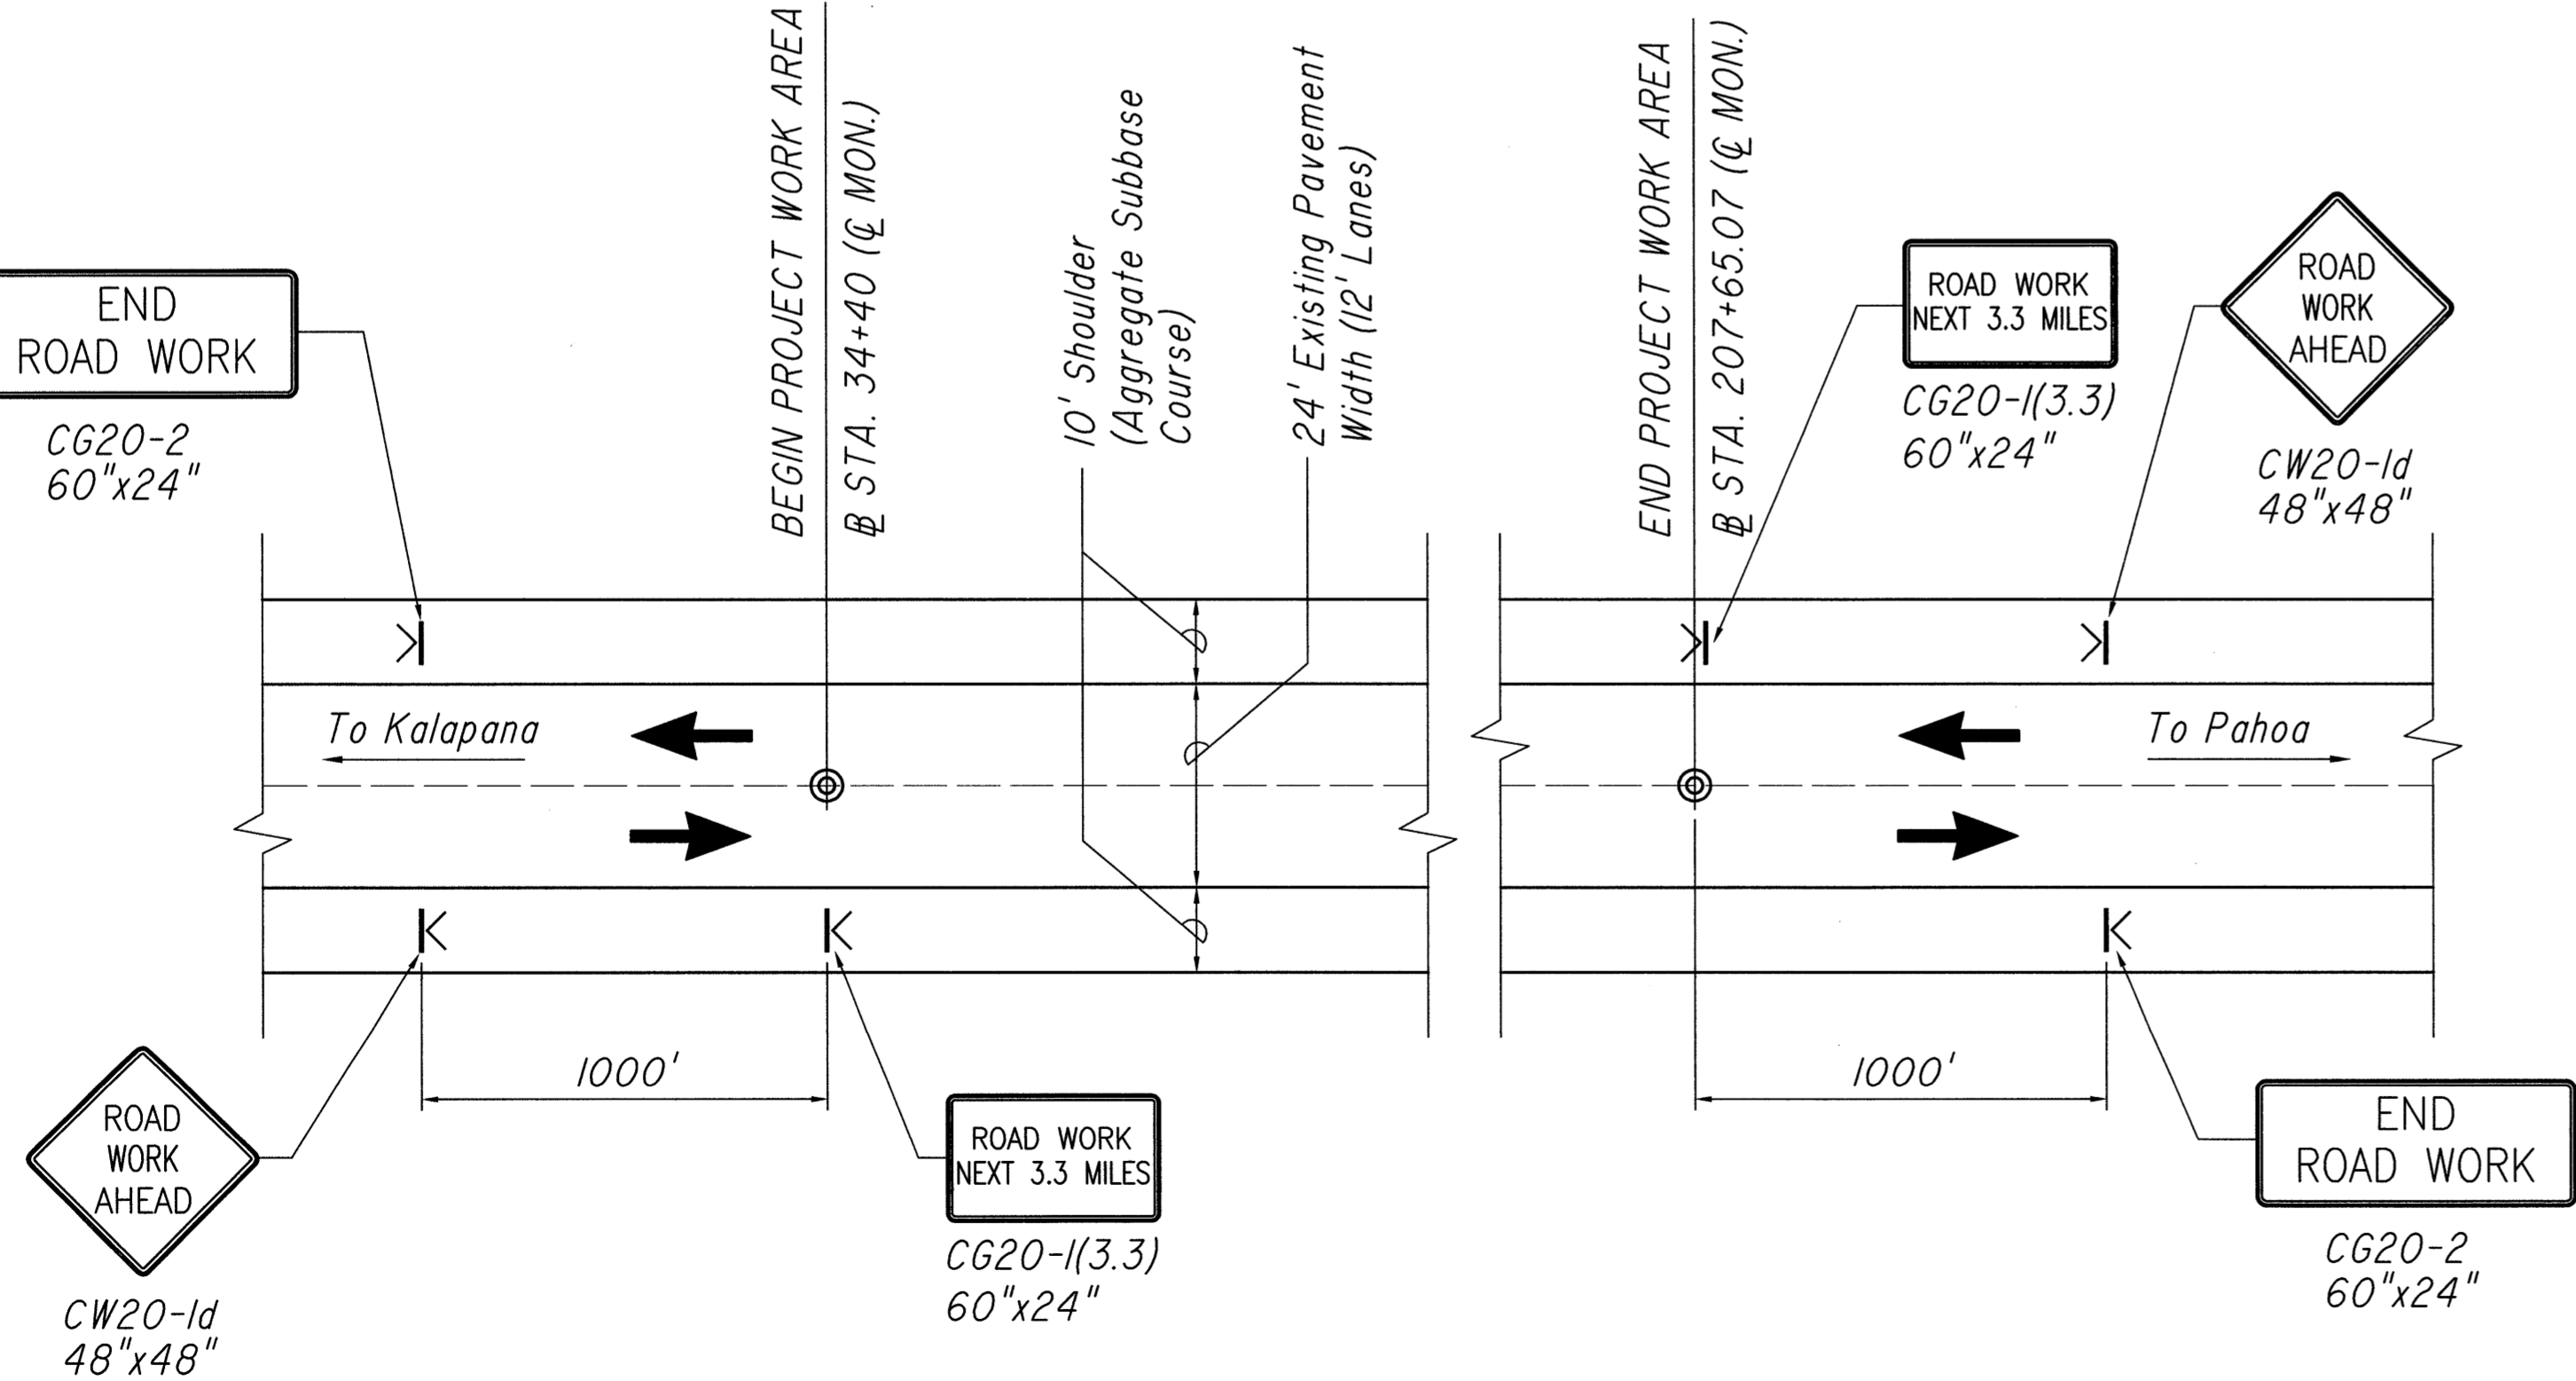 BEGIN PROJECT WORK AREA
℄ STA. 34+40 (℄ MON.)
10' Shoulder
(Aggregate Subbase
Course)
24' Existing Pavement
Width (12' Lanes)
END PROJECT WORK AREA
℄ STA. 207+65.07 (℄ MON.)
END
ROAD WORK
CG20-2
60"x24"
ROAD WORK
NEXT 3.3 MILES
CG20-1(3.3)
60"x24"
ROAD
WORK
AHEAD
CW20-1d
48"x48"
To Kalapana
To Pahoa
1000'
1000'
ROAD
WORK
AHEAD
CW20-1d
48"x48"
ROAD WORK
NEXT 3.3 MILES
CG20-1(3.3)
60"x24"
END
ROAD WORK
CG20-2
60"x24"